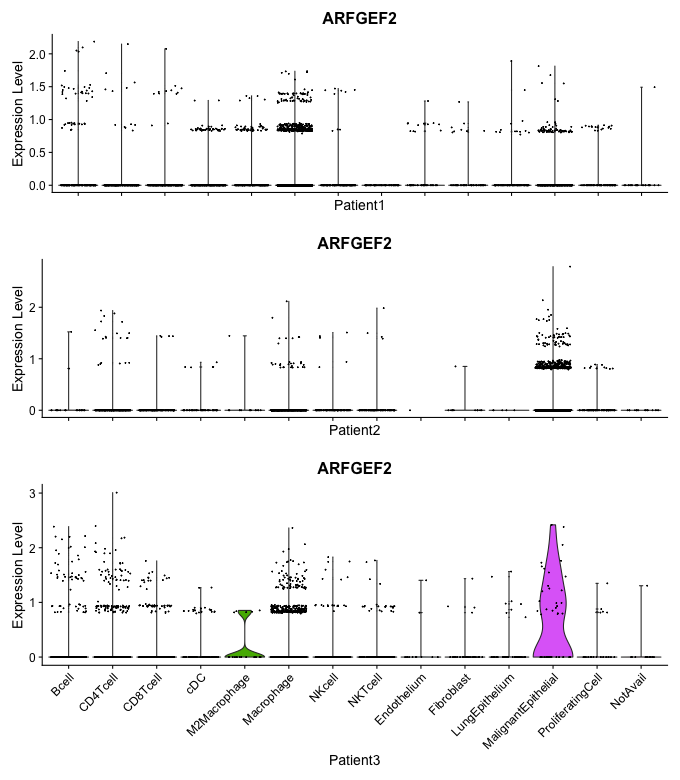 ARFGEF2
Expression Level
2.0
1.5
1.0
0.5
0.0
Patient1
ARFGEF2
Expression Level
2
1
0
Patient2
ARFGEF2
Expression Level
3
2
1
0
Bcell
CD4Tcell
CD8Tcell
cDC
M2Macrophage
Macrophage
NKcell
NKTcell
Endothelium
Fibroblast
LungEpithelium
MalignantEpithelial
ProliferatingCell
NotAvail
Patient3